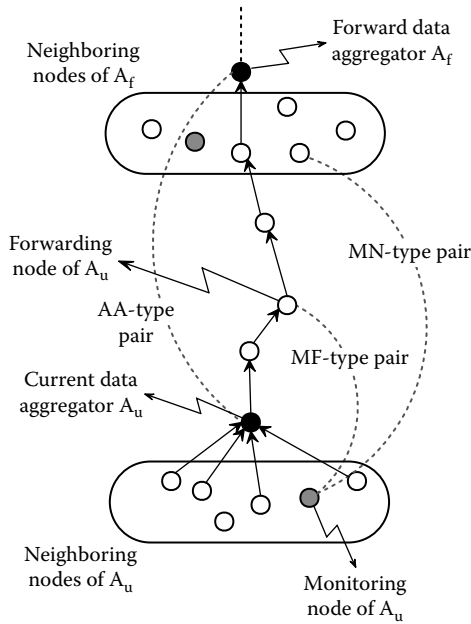 Forward data
aggregator Af
Neighboring
nodes of Af
MN-type pair
Forwarding
node of Au
AA-type
pair
MF-type pair
Current data
aggregator Au
Neighboring
nodes of Au
Monitoring
node of Au